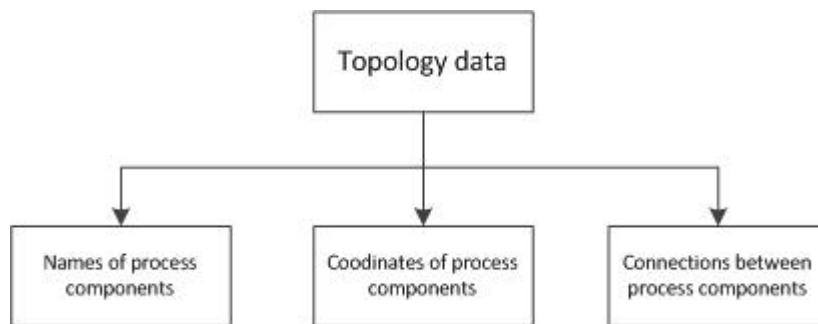 Topology data
Names of process
components
Coodinates of process
components
Connections between
process components